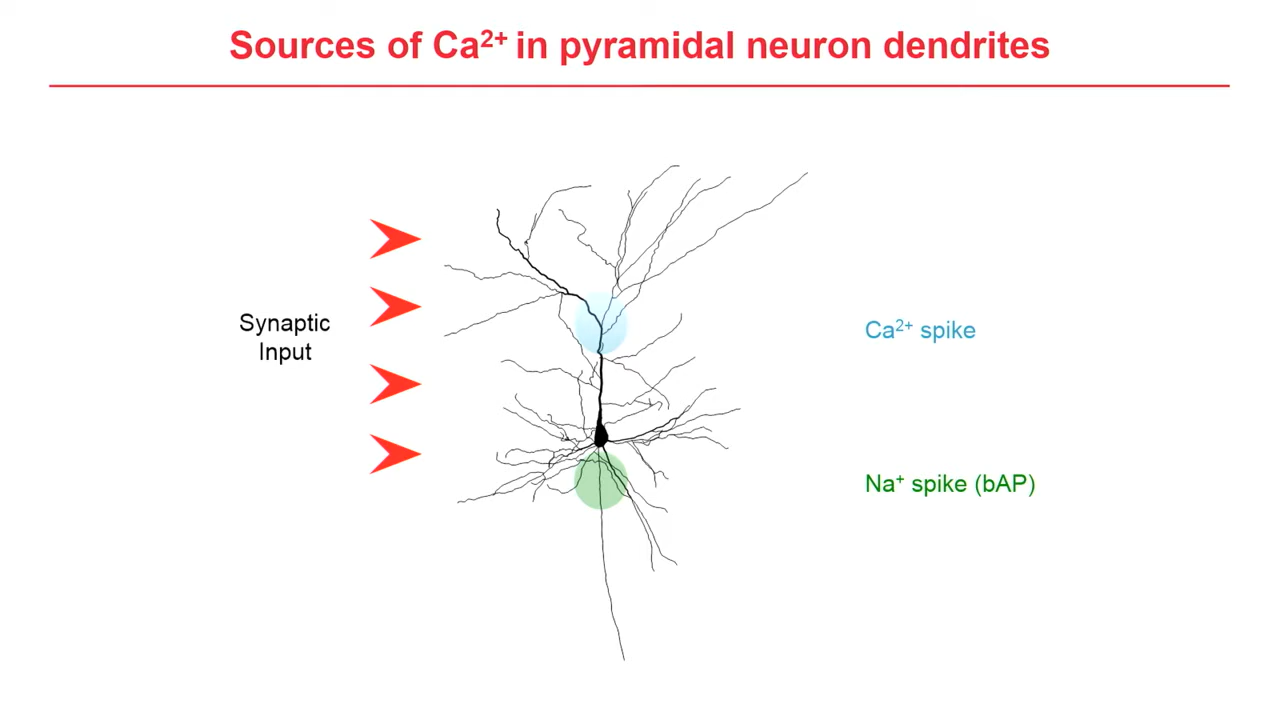 Sources of Ca²⁺ in pyramidal neuron dendrites
Synaptic
Input
Ca²⁺ spike
Na⁺ spike (bAP)